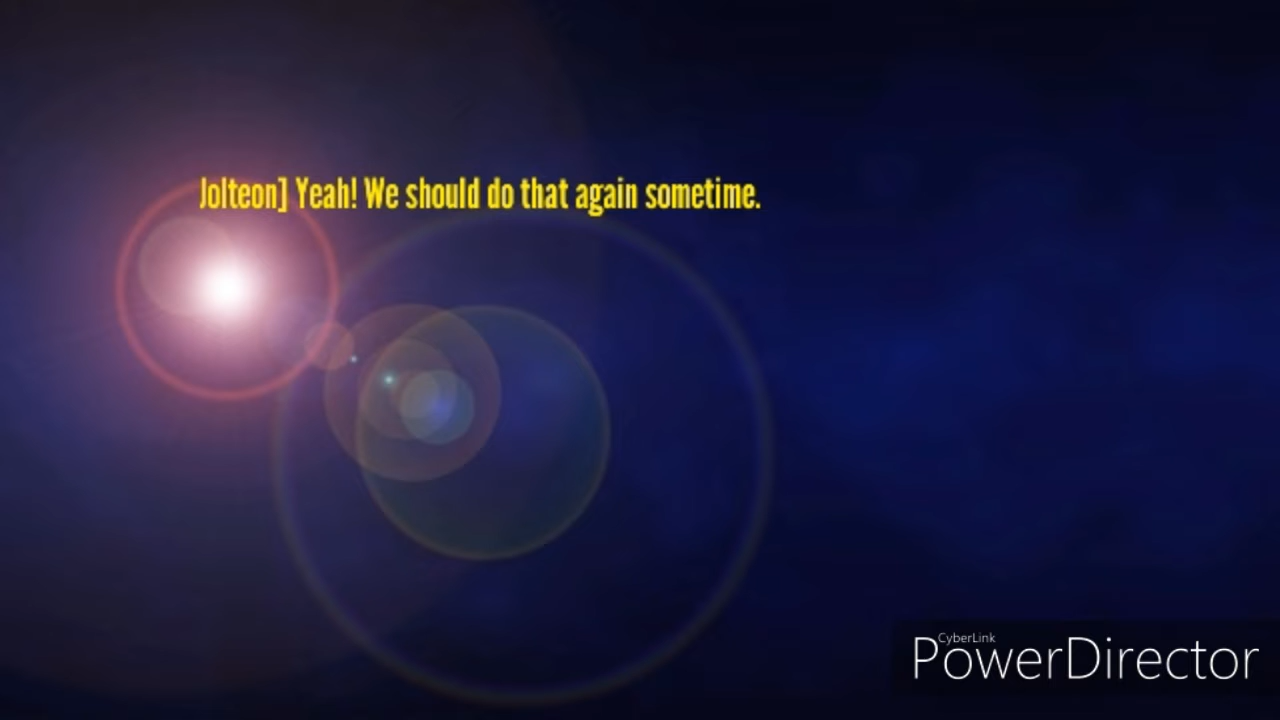 Jolteon] Yeah! We should do that again sometime.
CyberLink
PowerDirector